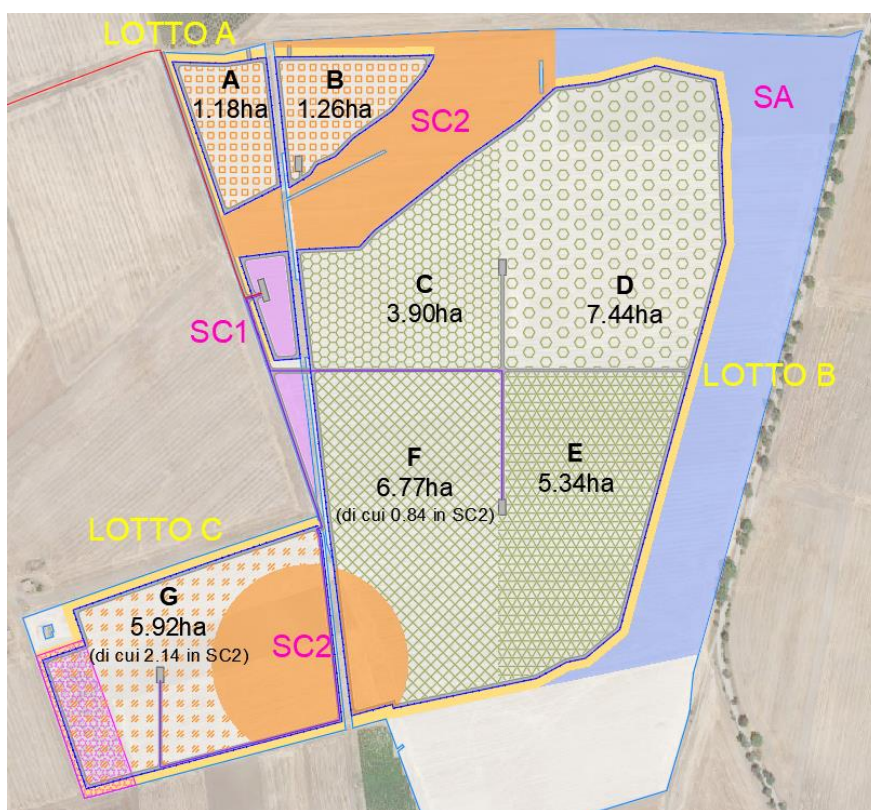 LOTTO A
A
1.18ha
B
1.26ha
SC2
SA
C
3.90ha
D
7.44ha
SC1
LOTTO B
F
6.77ha
(di cui 0.84 in SC2)
E
5.34ha
LOTTO C
G
5.92ha
(di cui 2.14 in SC2)
SC2